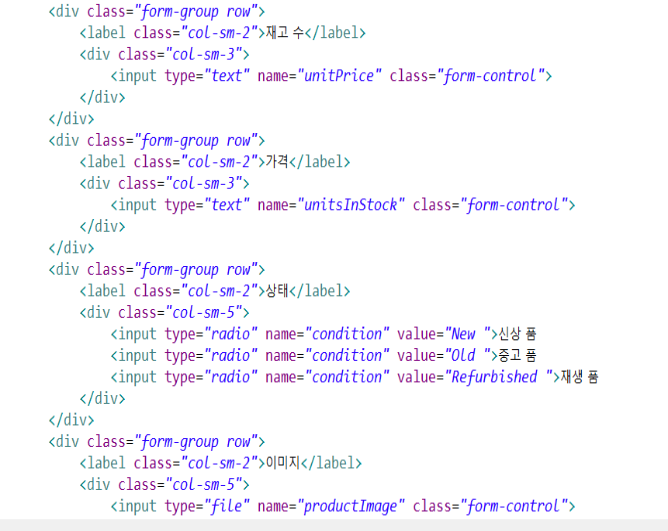 <div class="form-group row">
<label class="col-sm-2">재고 수</label>
<div class="col-sm-3">
<input type="text" name="unitPrice" class="form-control">
</div>
</div>
<div class="form-group row">
<label class="col-sm-2">가격</label>
<div class="col-sm-3">
<input type="text" name="unitsInStock" class="form-control">
</div>
</div>
<div class="form-group row">
<label class="col-sm-2">상태</label>
<div class="col-sm-5">
<input type="radio" name="condition" value="New ">신상 품
<input type="radio" name="condition" value="Old ">중고 품
<input type="radio" name="condition" value="Refurbished ">재생 품
</div>
</div>
<div class="form-group row">
<label class="col-sm-2">이미지</label>
<div class="col-sm-5">
<input type="file" name="productImage" class="form-control">